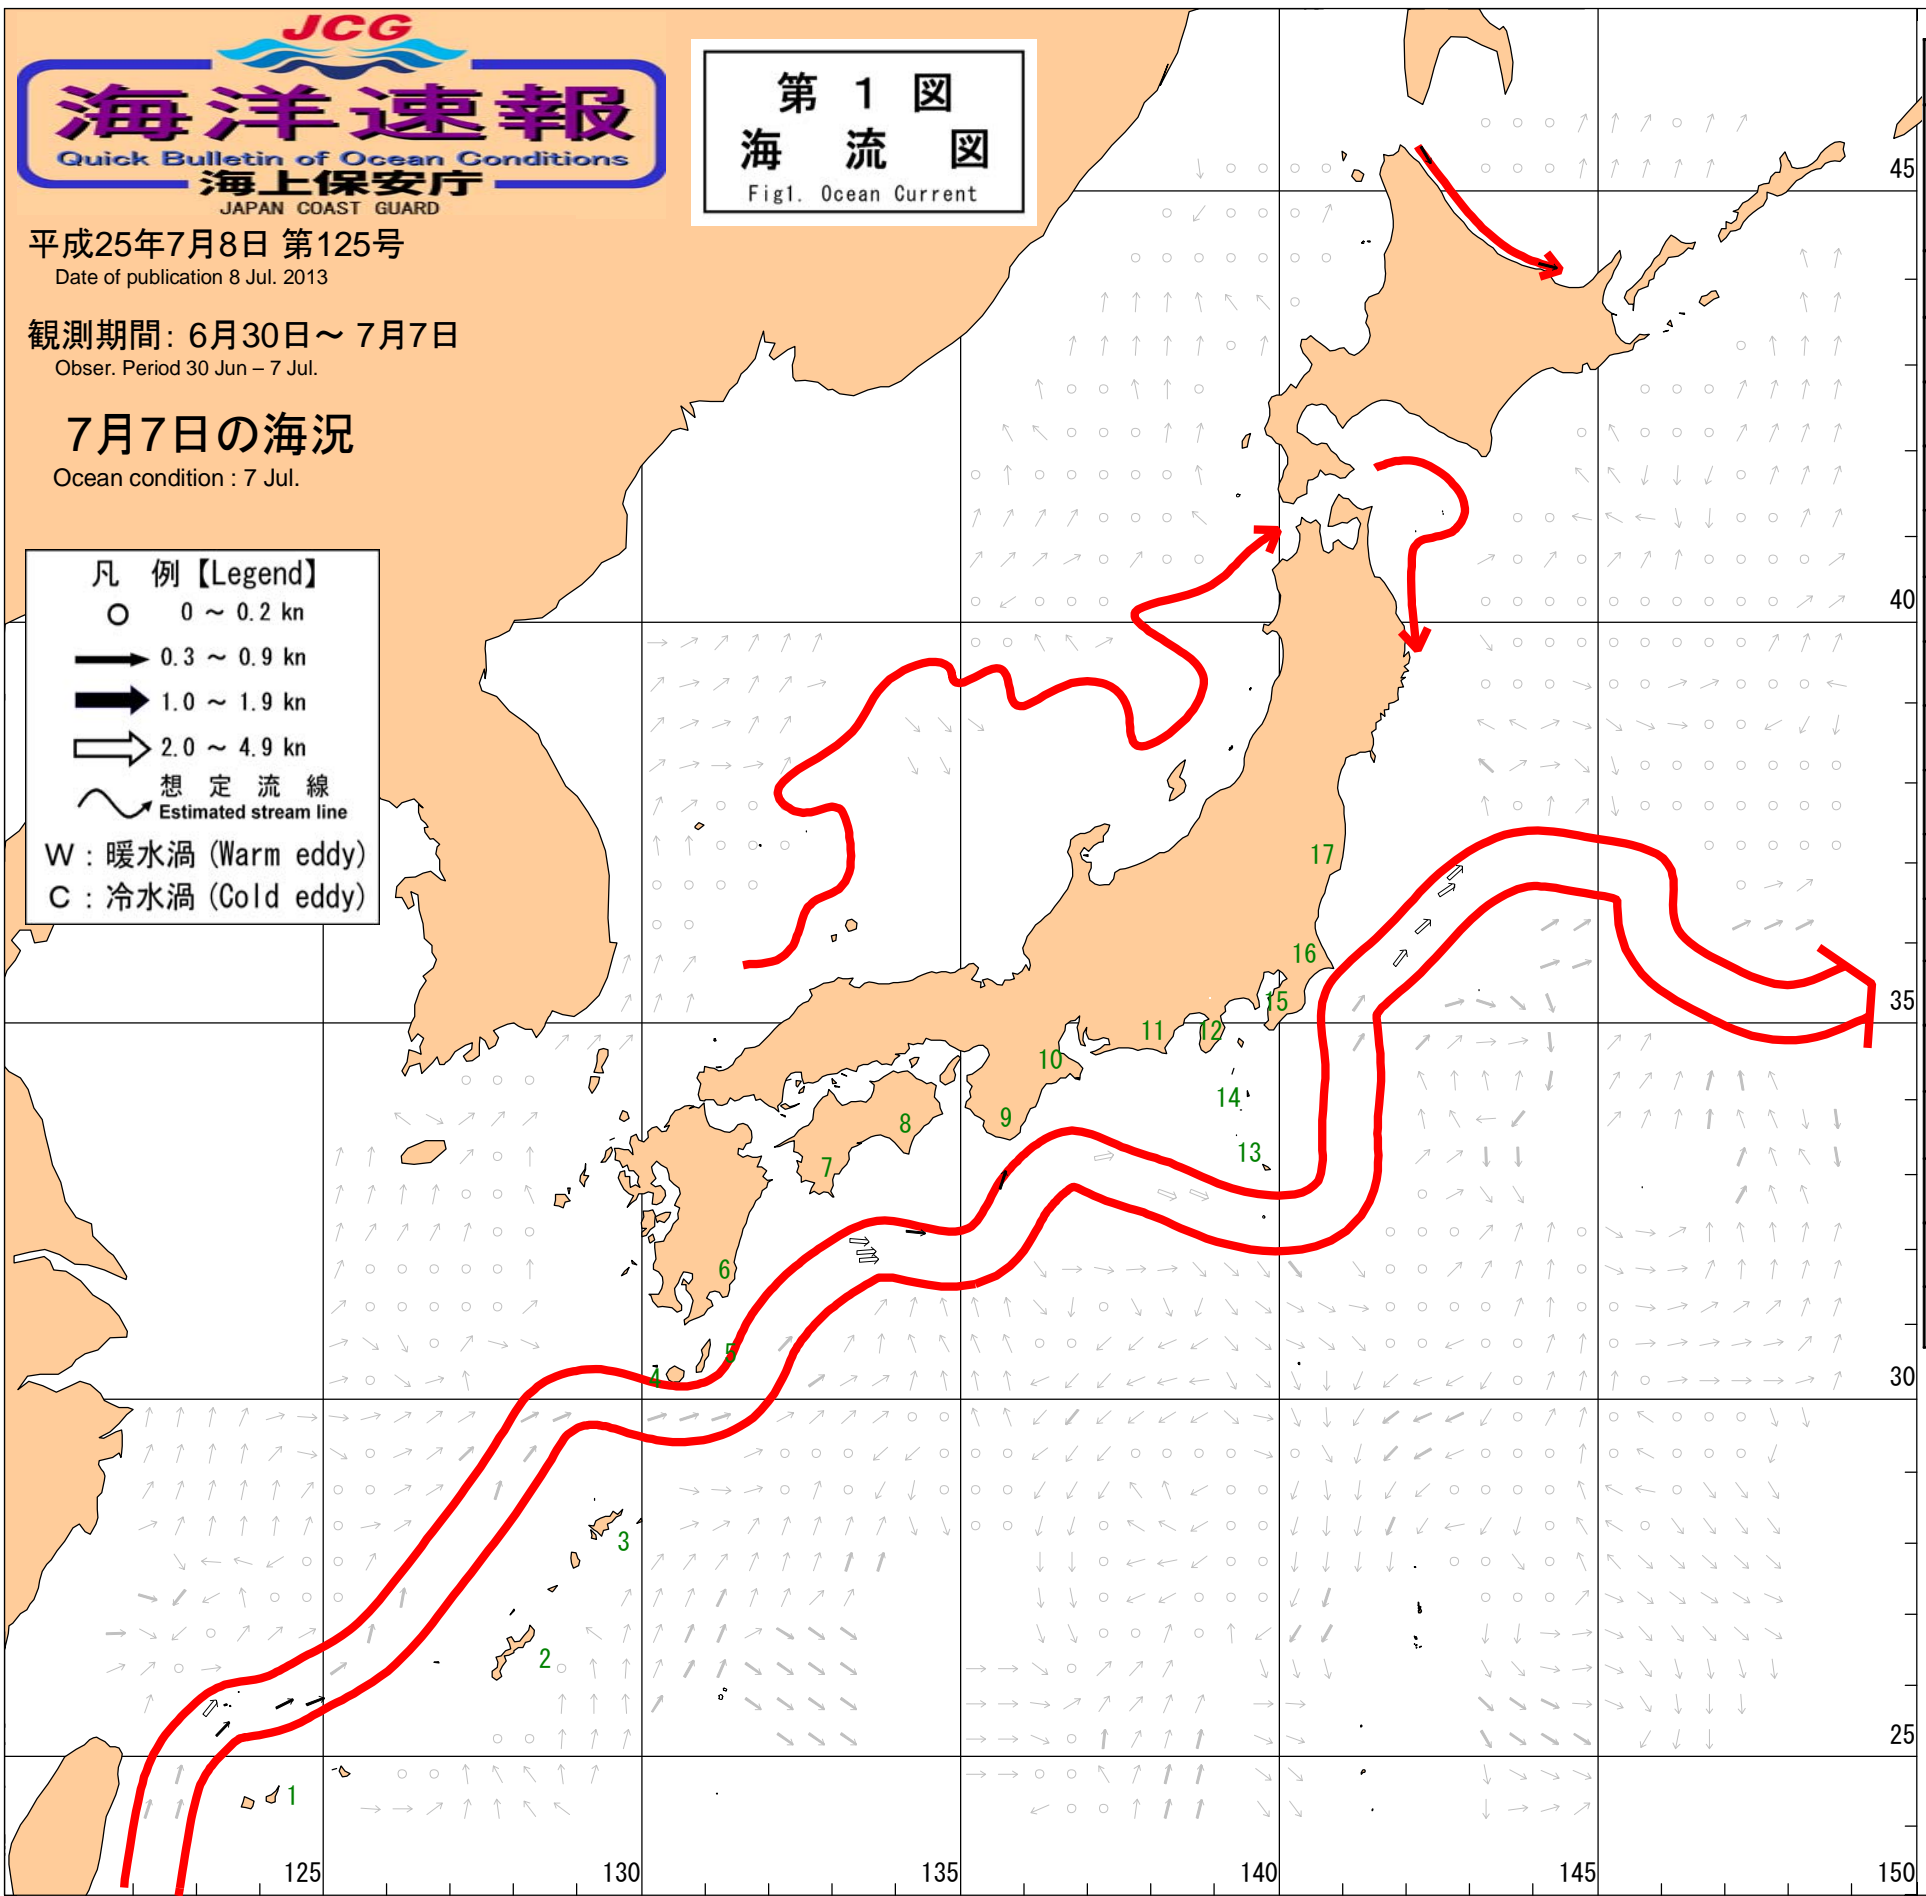 JCG
海洋速報
Quick Bulletin of Ocean Conditions
海上保安庁
JAPAN COAST GUARD
第 1 図
海 流 図
Fig1. Ocean Current
平成25年7月8日 第125号
Date of publication 8 Jul. 2013
観測期間: 6月30日～ 7月7日
Obser. Period 30 Jun – 7 Jul.
7月7日の海況
Ocean condition : 7 Jul.
凡 例【Legend】
0 ～ 0.2 kn
0.3 ～ 0.9 kn
1.0 ～ 1.9 kn
2.0 ～ 4.9 kn
想 定 流 線
Estimated stream line
W : 暖水渦 (Warm eddy)
C : 冷水渦 (Cold eddy)
45
40
35
30
25
17
16
15
12
11
10
14
13
9
8
7
6
5
4
3
2
1
125
130
135
140
145
150